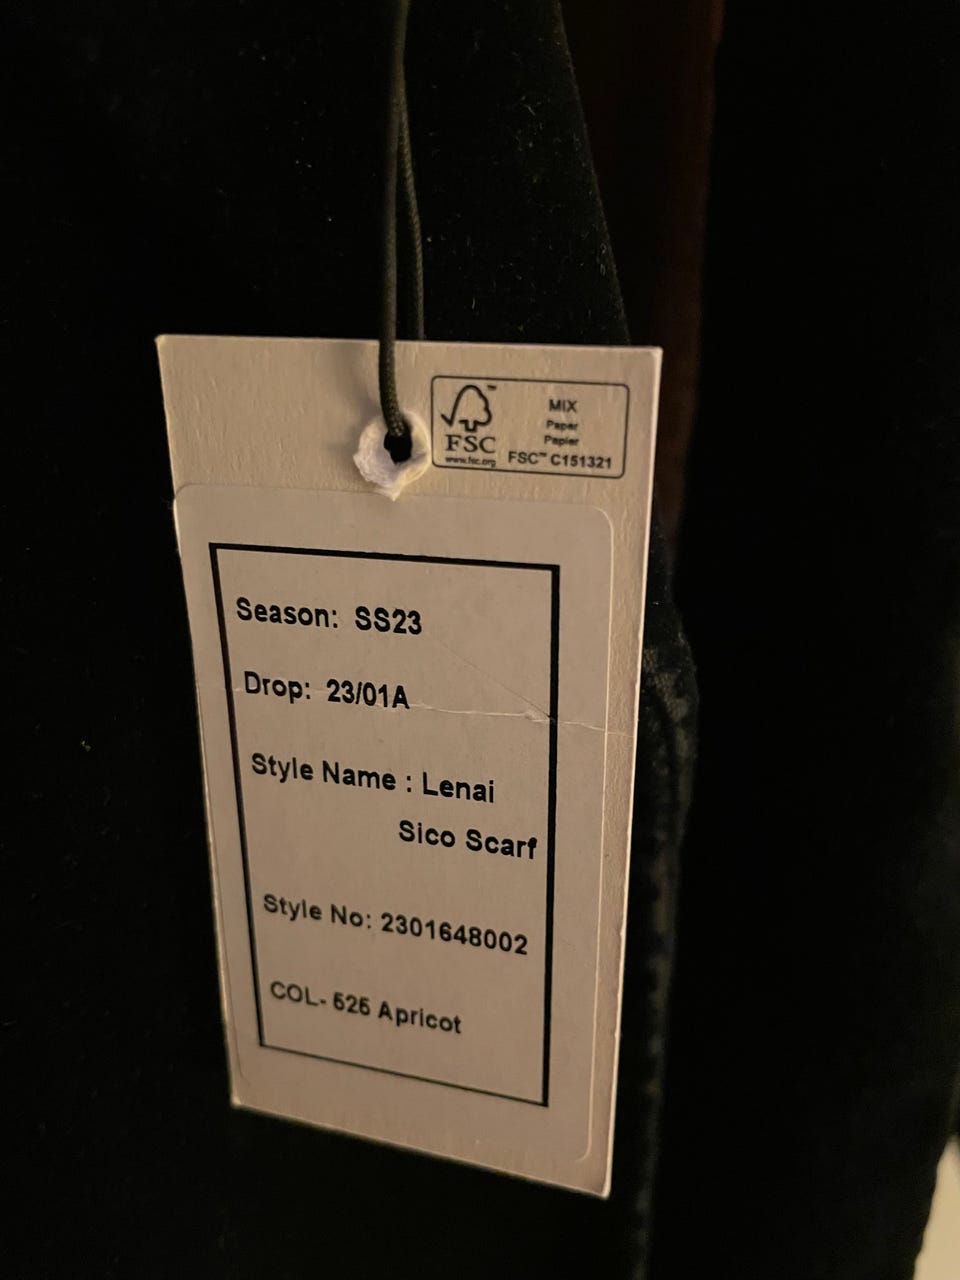 FSC
www.fsc.org
MIX
Paper
Papier
FSC™ C151321
Season: SS23
Drop: 23/01A
Style Name : Lenai
Sico Scarf
Style No: 2301648002
COL- 525 Apricot